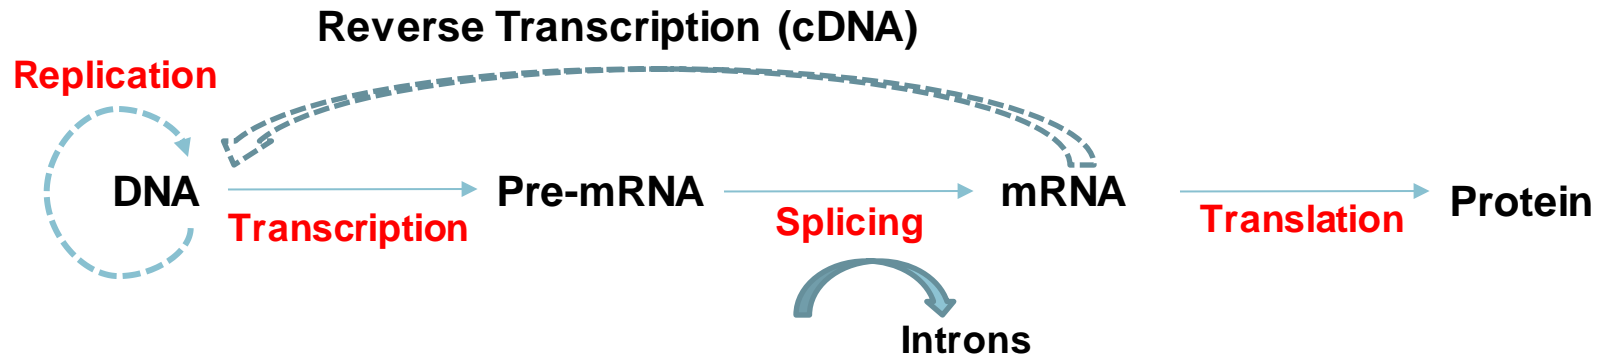 Reverse Transcription (cDNA)
Replication
DNA
Transcription
Pre-mRNA
Splicing
mRNA
Translation
Protein
Introns